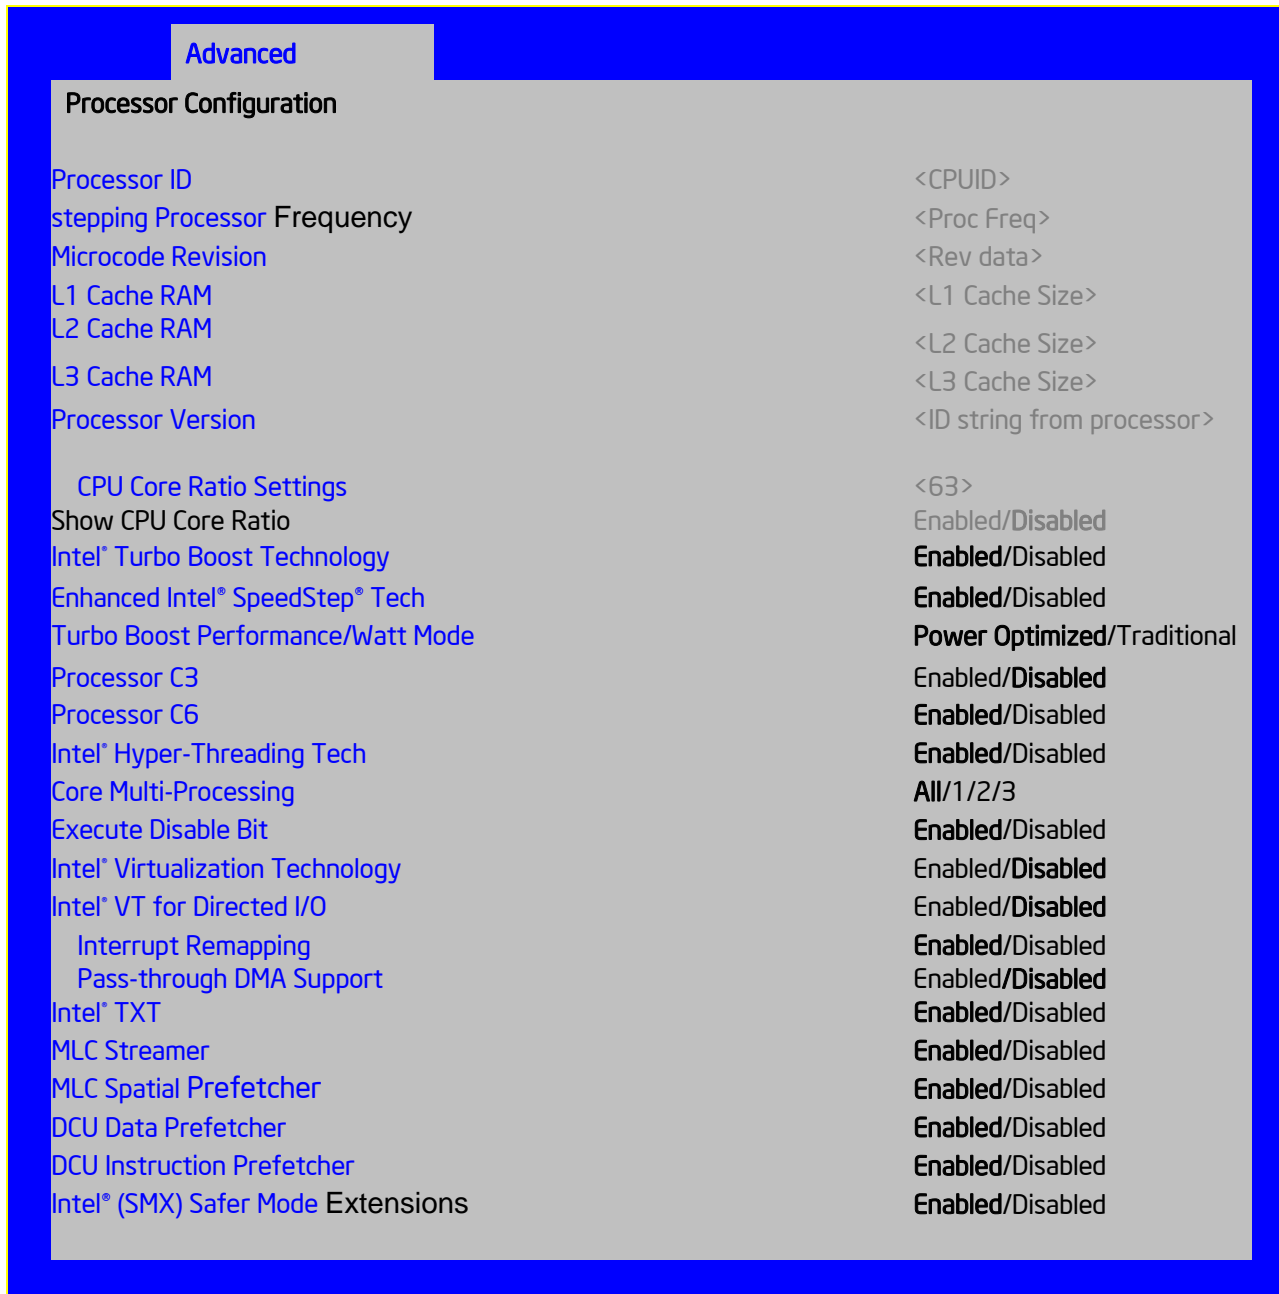 Advanced
Processor Configuration
Processor ID <CPUID>
stepping Processor Frequency <Proc Freq>
Microcode Revision <Rev data>
L1 Cache RAM <L1 Cache Size>
L2 Cache RAM <L2 Cache Size>
L3 Cache RAM <L3 Cache Size>
Processor Version <ID string from processor>
CPU Core Ratio Settings <63>
Show CPU Core Ratio Enabled/Disabled
Intel® Turbo Boost Technology Enabled/Disabled
Enhanced Intel® SpeedStep® Tech Enabled/Disabled
Turbo Boost Performance/Watt Mode Power Optimized/Traditional
Processor C3 Enabled/Disabled
Processor C6 Enabled/Disabled
Intel® Hyper-Threading Tech Enabled/Disabled
Core Multi-Processing All/1/2/3
Execute Disable Bit Enabled/Disabled
Intel® Virtualization Technology Enabled/Disabled
Intel® VT for Directed I/O Enabled/Disabled
Interrupt Remapping Enabled/Disabled
Pass-through DMA Support Enabled/Disabled
Intel® TXT Enabled/Disabled
MLC Streamer Enabled/Disabled
MLC Spatial Prefetcher Enabled/Disabled
DCU Data Prefetcher Enabled/Disabled
DCU Instruction Prefetcher Enabled/Disabled
Intel® (SMX) Safer Mode Extensions Enabled/Disabled